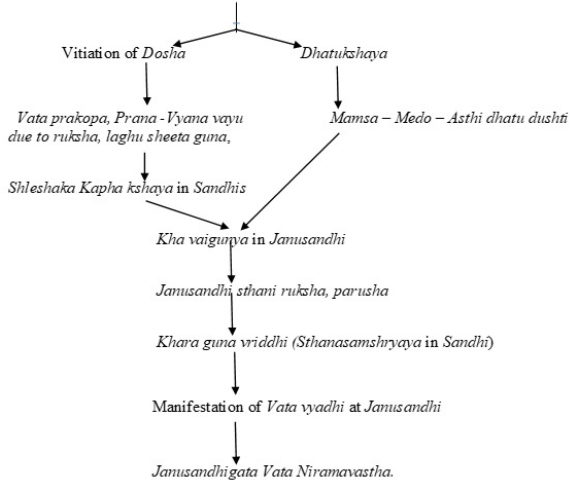 Vitiation of Dosha
Dhatukshaya
Vata prakopa, Prana -Vyana vayu
due to ruksha, laghu sheeta guna,
Mamsa – Medo – Asthi dhatu dushti
Shleshaka Kapha kshaya in Sandhis
Kha vaigunya in Janusandhi
Janusandhi sthani ruksha, parusha
Khara guna vriddhi (Sthanasamshryaya in Sandhi)
Manifestation of Vata vyadhi at Janusandhi
Janusandhigata Vata Niramavastha.